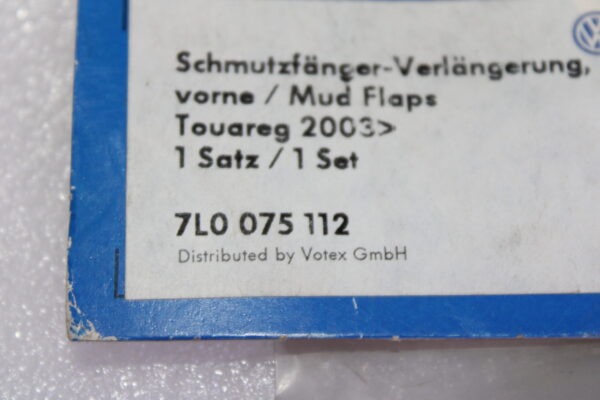 Schmutzfänger-Verlängerung,
vorne / Mud Flaps
Touareg 2003>
1 Satz / 1 Set
7L0 075 112
Distributed by Votex GmbH